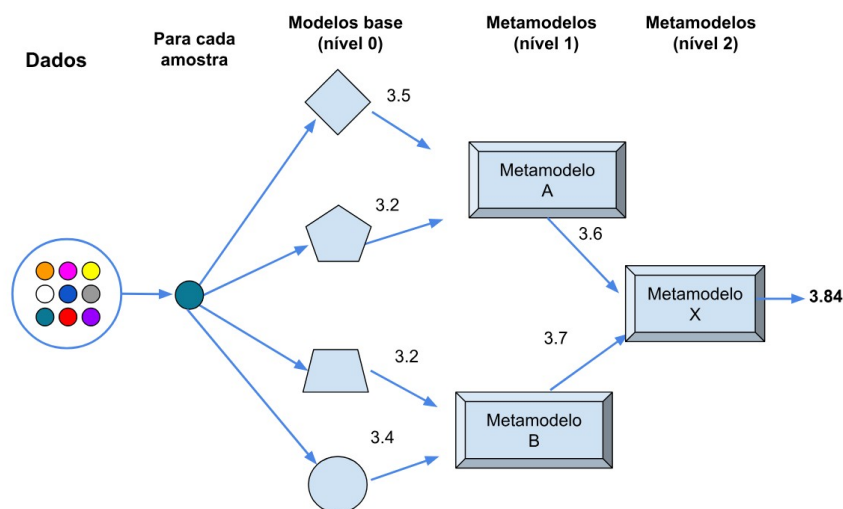 Dados
Para cada
amostra
Modelos base
(nível 0)
Metamodelos
(nível 1)
Metamodelos
(nível 2)
3.5
3.2
3.2
3.4
Metamodelo
A
Metamodelo
B
3.6
3.7
Metamodelo
X
3.84